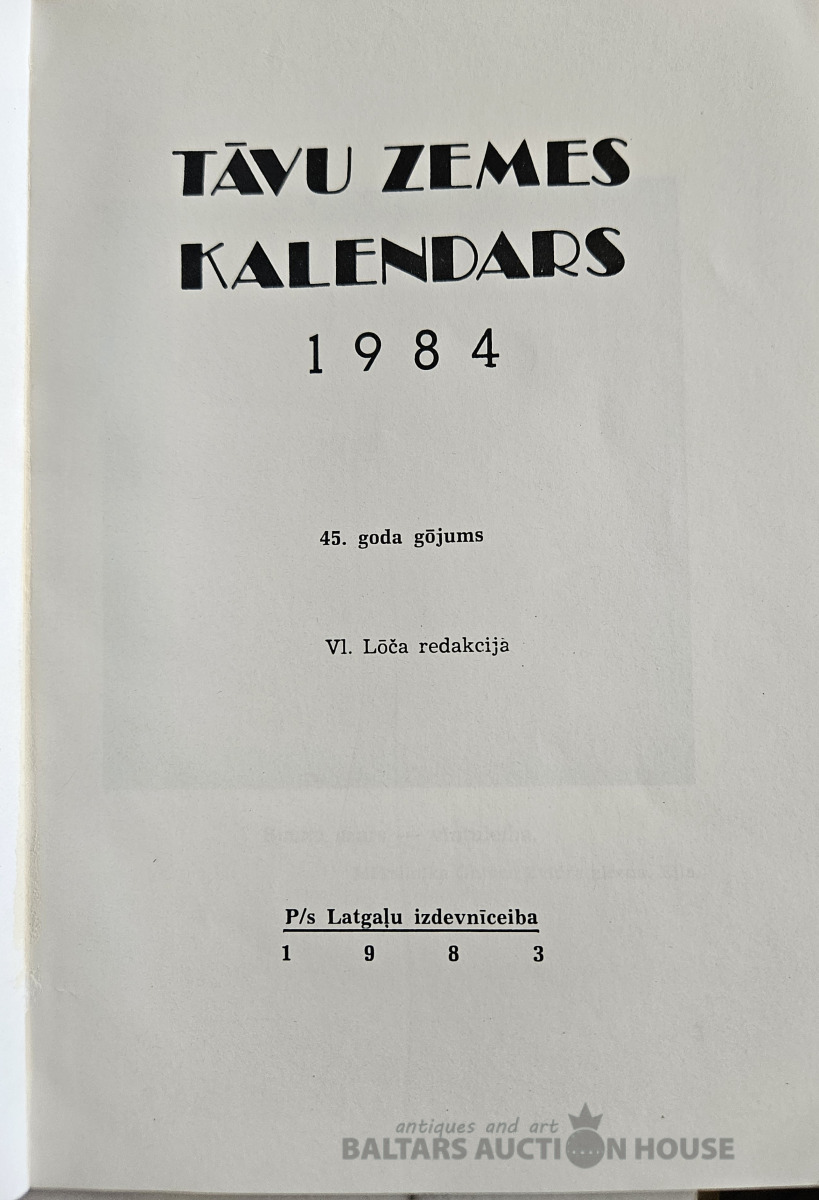 TĀVU ZEMES
KALENDARS
1984
45. goda gōjums
Vl. Lōča redakcijā
P/s Latgaļu izdevnīceiba
1 9 8 3
antiques and art
BALTARS AUCTION HOUSE